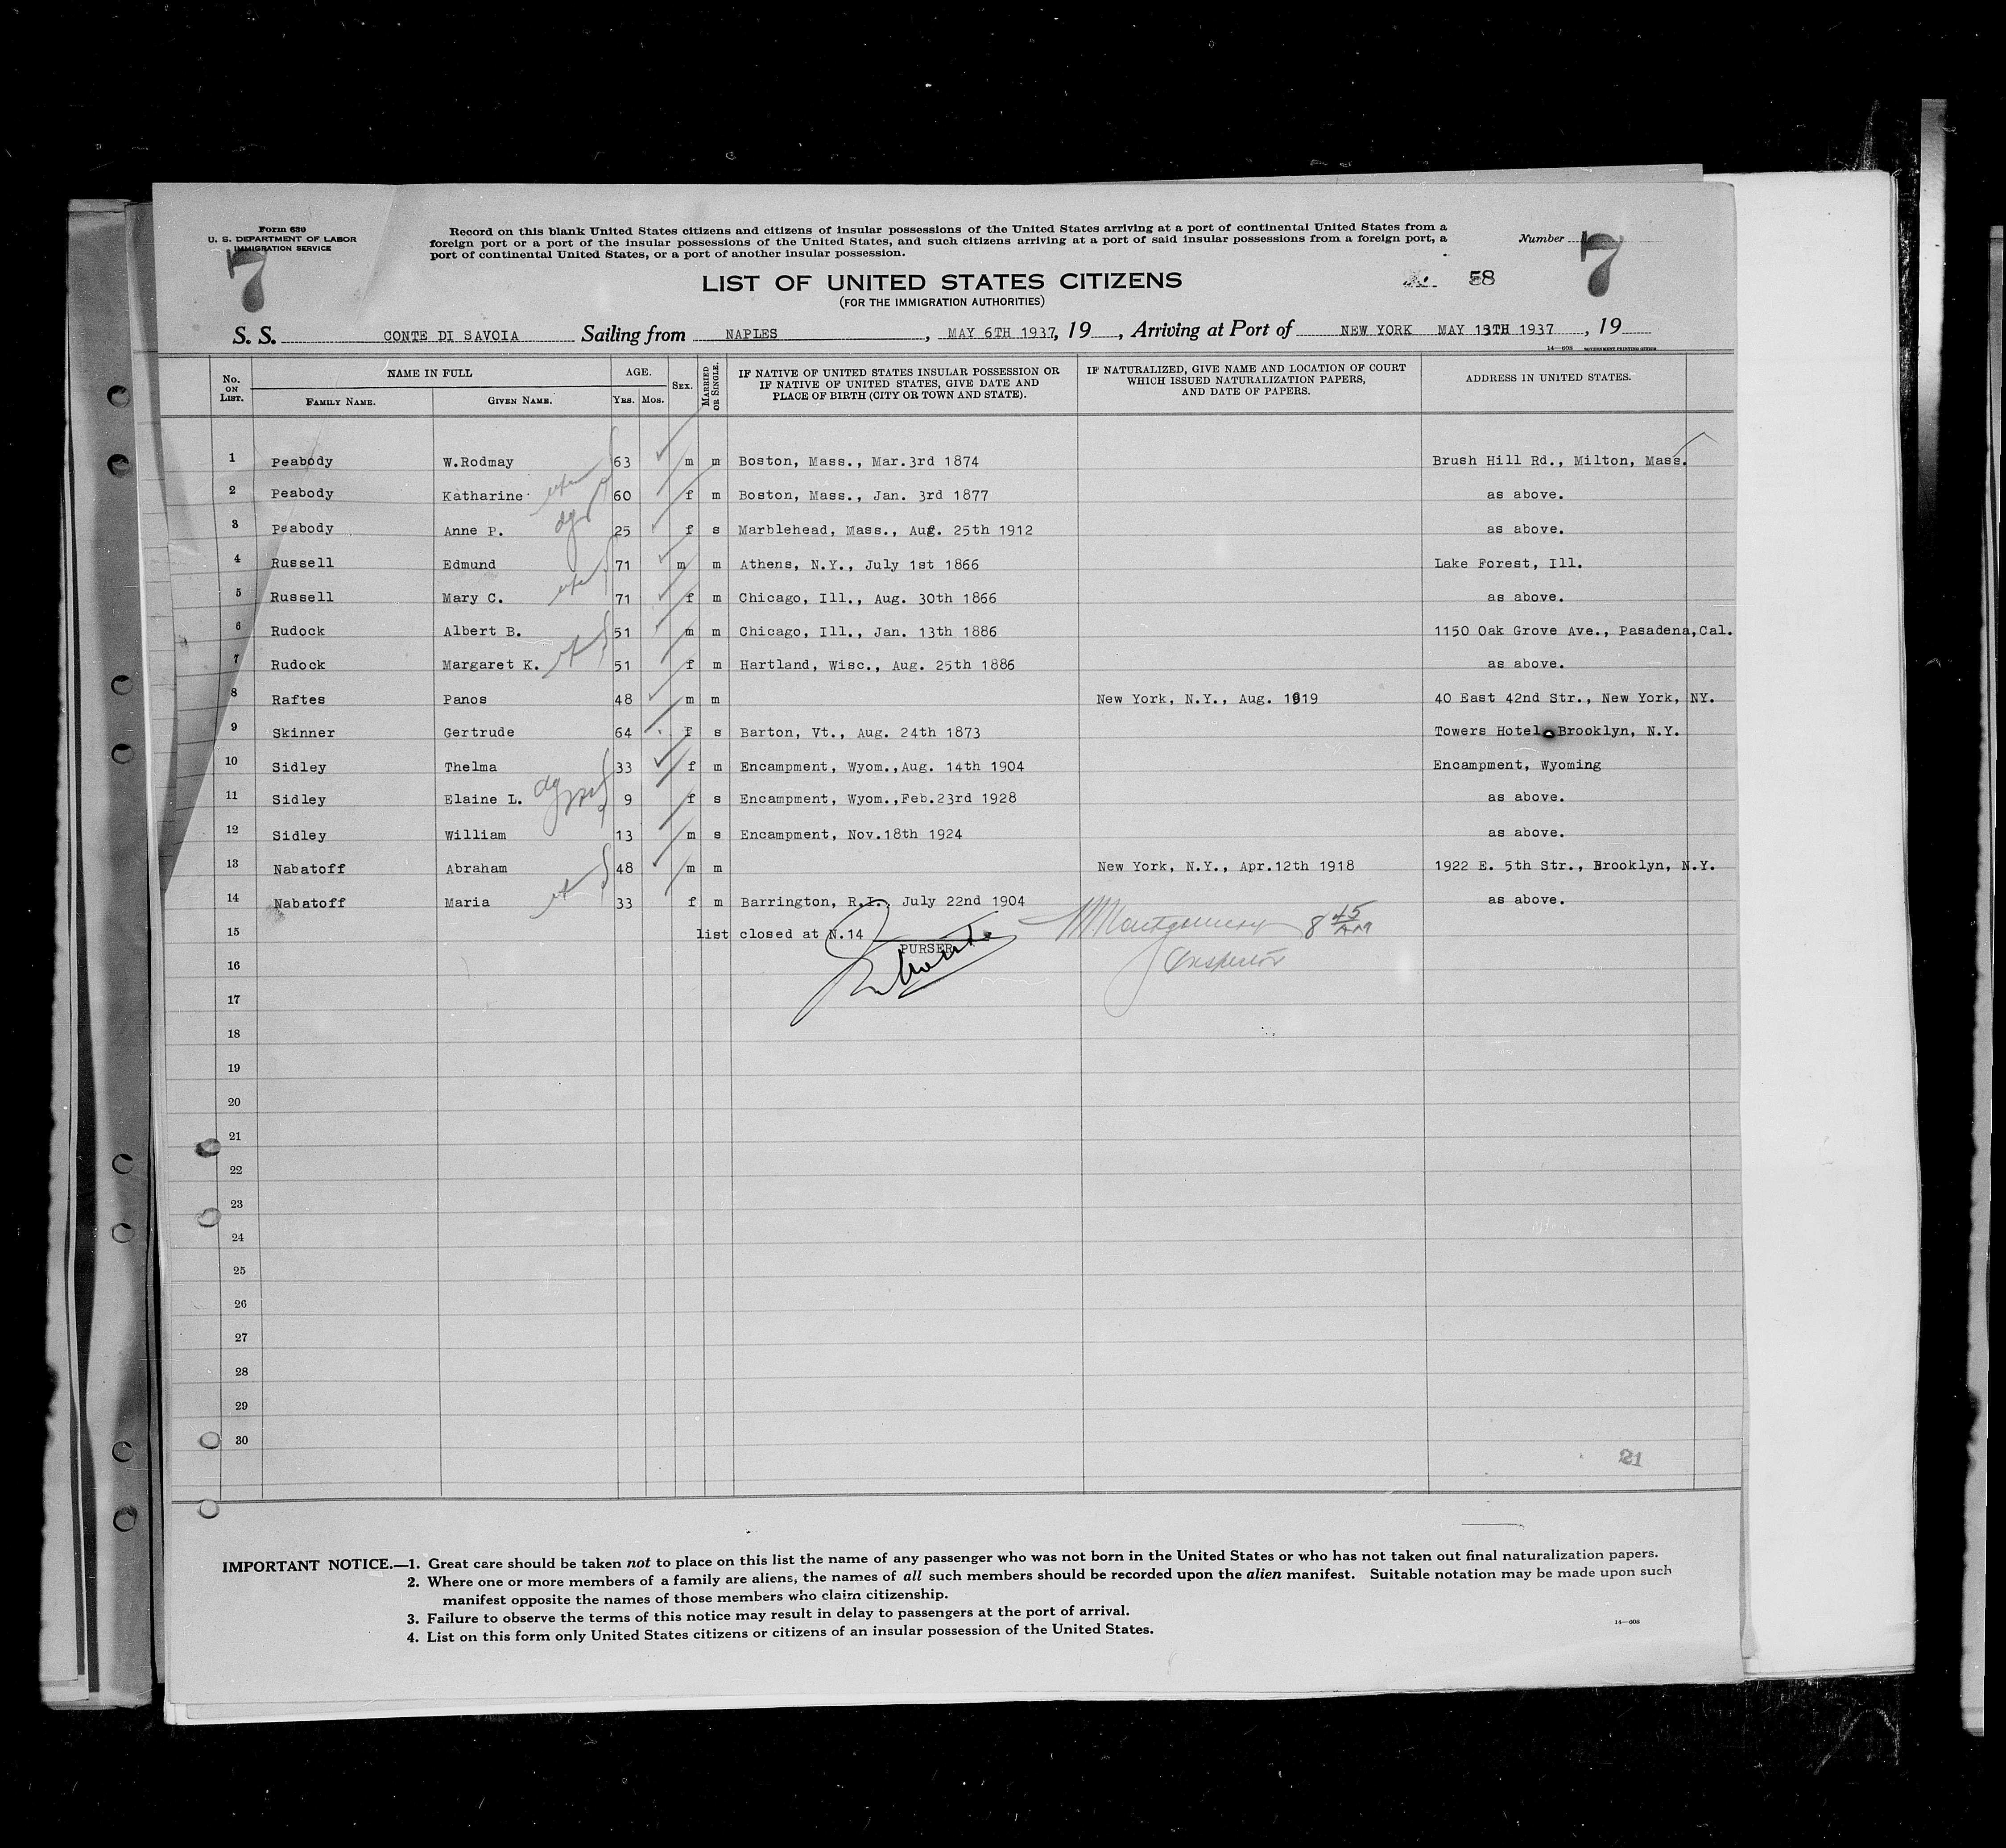 Form 630
U. S. DEPARTMENT OF LABOR
IMMIGRATION SERVICE
7
Record on this blank United States citizens and citizens of insular possessions of the United States arriving at a port of continental United States from a
foreign port or a port of the insular possessions of the United States, and such citizens arriving at a port of said insular possessions from a foreign port, a
port of continental United States, or a port of another insular possession.
Number
7
LIST OF UNITED STATES CITIZENS
(FOR THE IMMIGRATION AUTHORITIES)
58
S. S. CONTE DI SAVOIA Sailing from NAPLES, MAY 6TH 1937, 19, Arriving at Port of NEW YORK MAY 13TH 1937, 19
14—608 GOVERNMENT PRINTING OFFICE
No. ON LIST. NAME IN FULL FAMILY NAME. GIVEN NAME. AGE. YRS. MOS. SEX. MARRIED OR SINGLE. IF NATIVE OF UNITED STATES INSULAR POSSESSION OR IF NATIVE OF UNITED STATES, GIVE DATE AND PLACE OF BIRTH (CITY OR TOWN AND STATE). IF NATURALIZED, GIVE NAME AND LOCATION OF COURT WHICH ISSUED NATURALIZATION PAPERS, AND DATE OF PAPERS. ADDRESS IN UNITED STATES.
1 Peabody W.Rodmay 63 m m Boston, Mass., Mar.3rd 1874 Brush Hill Rd., Milton, Mass.
2 Peabody Katharine 60 f m Boston, Mass., Jan. 3rd 1877 as above.
3 Peabody Anne P. 25 f s Marblehead, Mass., Aug. 25th 1912 as above.
4 Russell Edmund 71 m m Athens, N.Y., July 1st 1866 Lake Forest, Ill.
5 Russell Mary C. 71 f m Chicago, Ill., Aug. 30th 1866 as above.
6 Rudock Albert B. 51 m m Chicago, Ill., Jan. 13th 1886 1150 Oak Grove Ave., Pasadena,Cal.
7 Rudock Margaret K. 51 f m Hartland, Wisc., Aug. 25th 1886 as above.
8 Raftes Panos 48 m m New York, N.Y., Aug. 1919 40 East 42nd Str., New York, NY.
9 Skinner Gertrude 64 f s Barton, Vt., Aug. 24th 1873 Towers Hotel Brooklyn, N.Y.
10 Sidley Thelma 33 f m Encampment, Wyom.,Aug. 14th 1904 Encampment, Wyoming
11 Sidley Elaine L. 9 f s Encampment, Wyom.,Feb.23rd 1928 as above.
12 Sidley William 13 m s Encampment, Nov.18th 1924 as above.
13 Nabatoff Abraham 48 m m New York, N.Y., Apr.12th 1918 1922 E. 5th Str., Brooklyn, N.Y.
14 Nabatoff Maria 33 f m Barrington, R.I., July 22nd 1904 as above.
15 list closed at N.14 Montgomery 8 45 AM
PURSER
16 Inspector
17
18
19
20
21
22
23
24
25
26
27
28
29
30
21
IMPORTANT NOTICE.—1. Great care should be taken not to place on this list the name of any passenger who was not born in the United States or who has not taken out final naturalization papers.
2. Where one or more members of a family are aliens, the names of all such members should be recorded upon the alien manifest. Suitable notation may be made upon such
manifest opposite the names of those members who claim citizenship.
3. Failure to observe the terms of this notice may result in delay to passengers at the port of arrival.
4. List on this form only United States citizens or citizens of an insular possession of the United States.
14—608